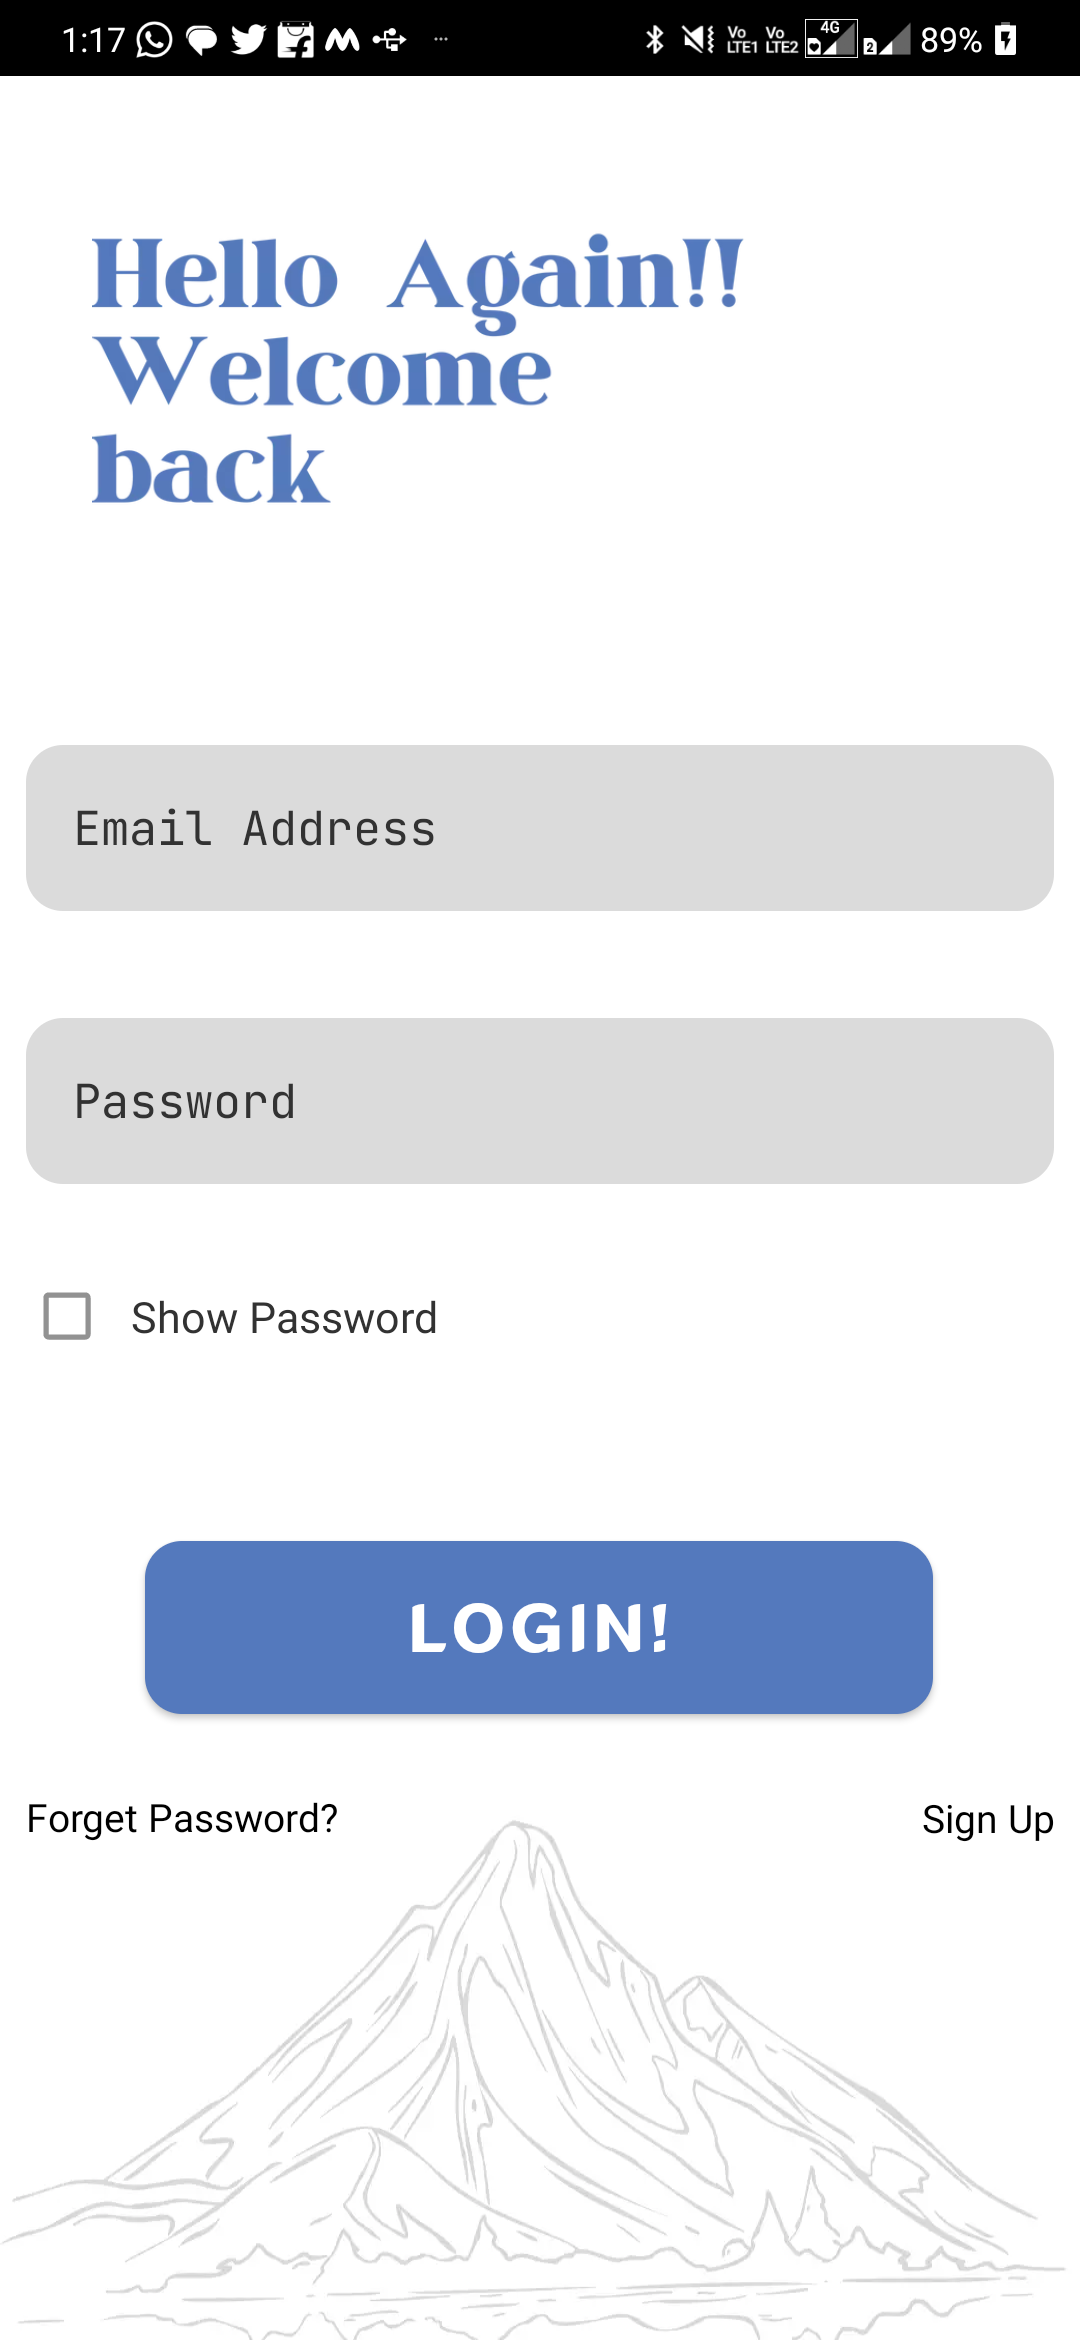 1:17 Vo LTE1 Vo LTE2 4G 2 89%
Hello Again!!
Welcome
back
Email Address
Password
Show Password
LOGIN!
Forget Password? Sign Up